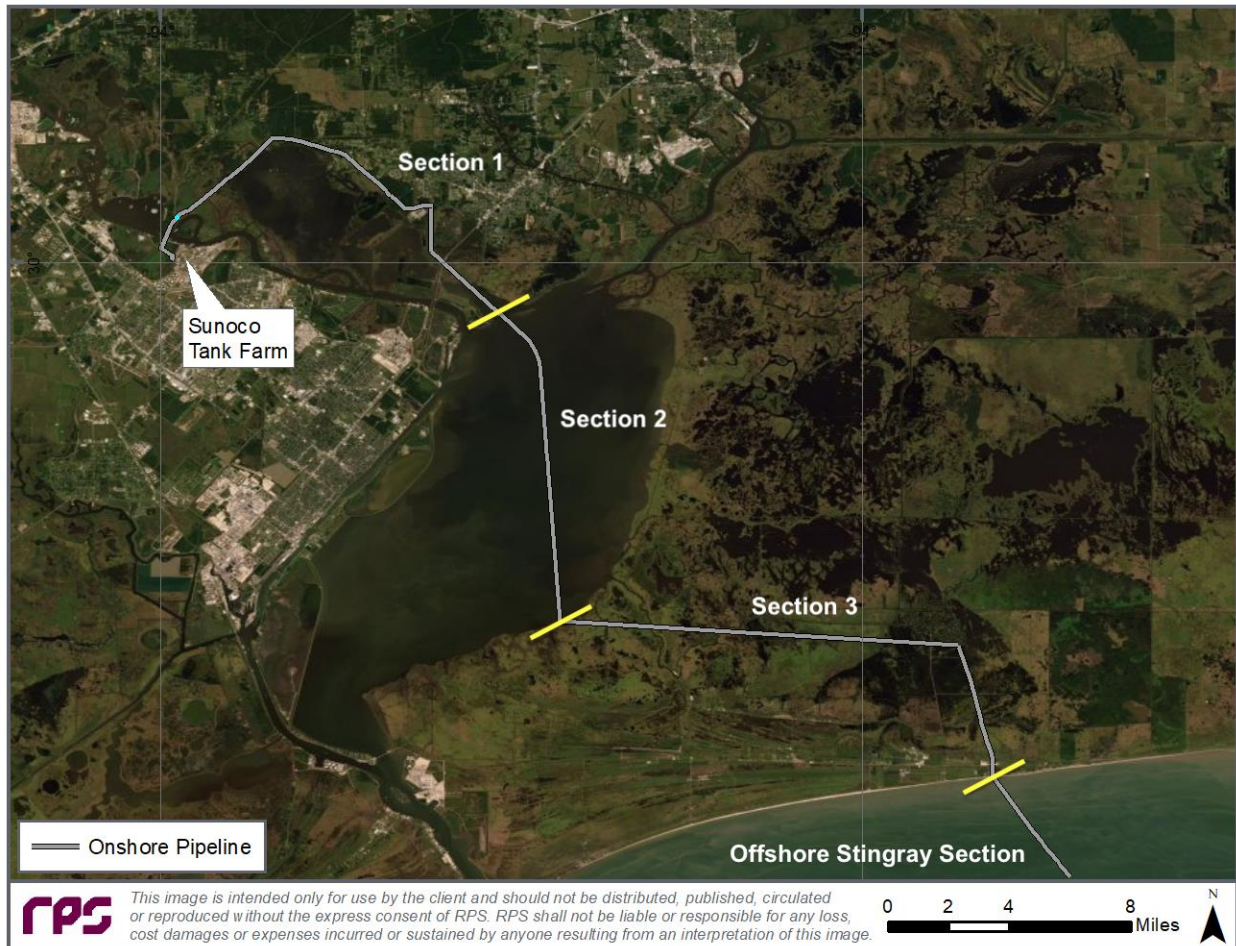 -94°
-94°
Section 1
30°
Sunoco
Tank Farm
Section 2
Section 3
Onshore Pipeline
Offshore Stingray Section
rps
This image is intended only for use by the client and should not be distributed, published, circulated
or reproduced without the express consent of RPS. RPS shall not be liable or responsible for any loss,
cost damages or expenses incurred or sustained by anyone resulting from an interpretation of this image.
0 2 4 8
Miles
N